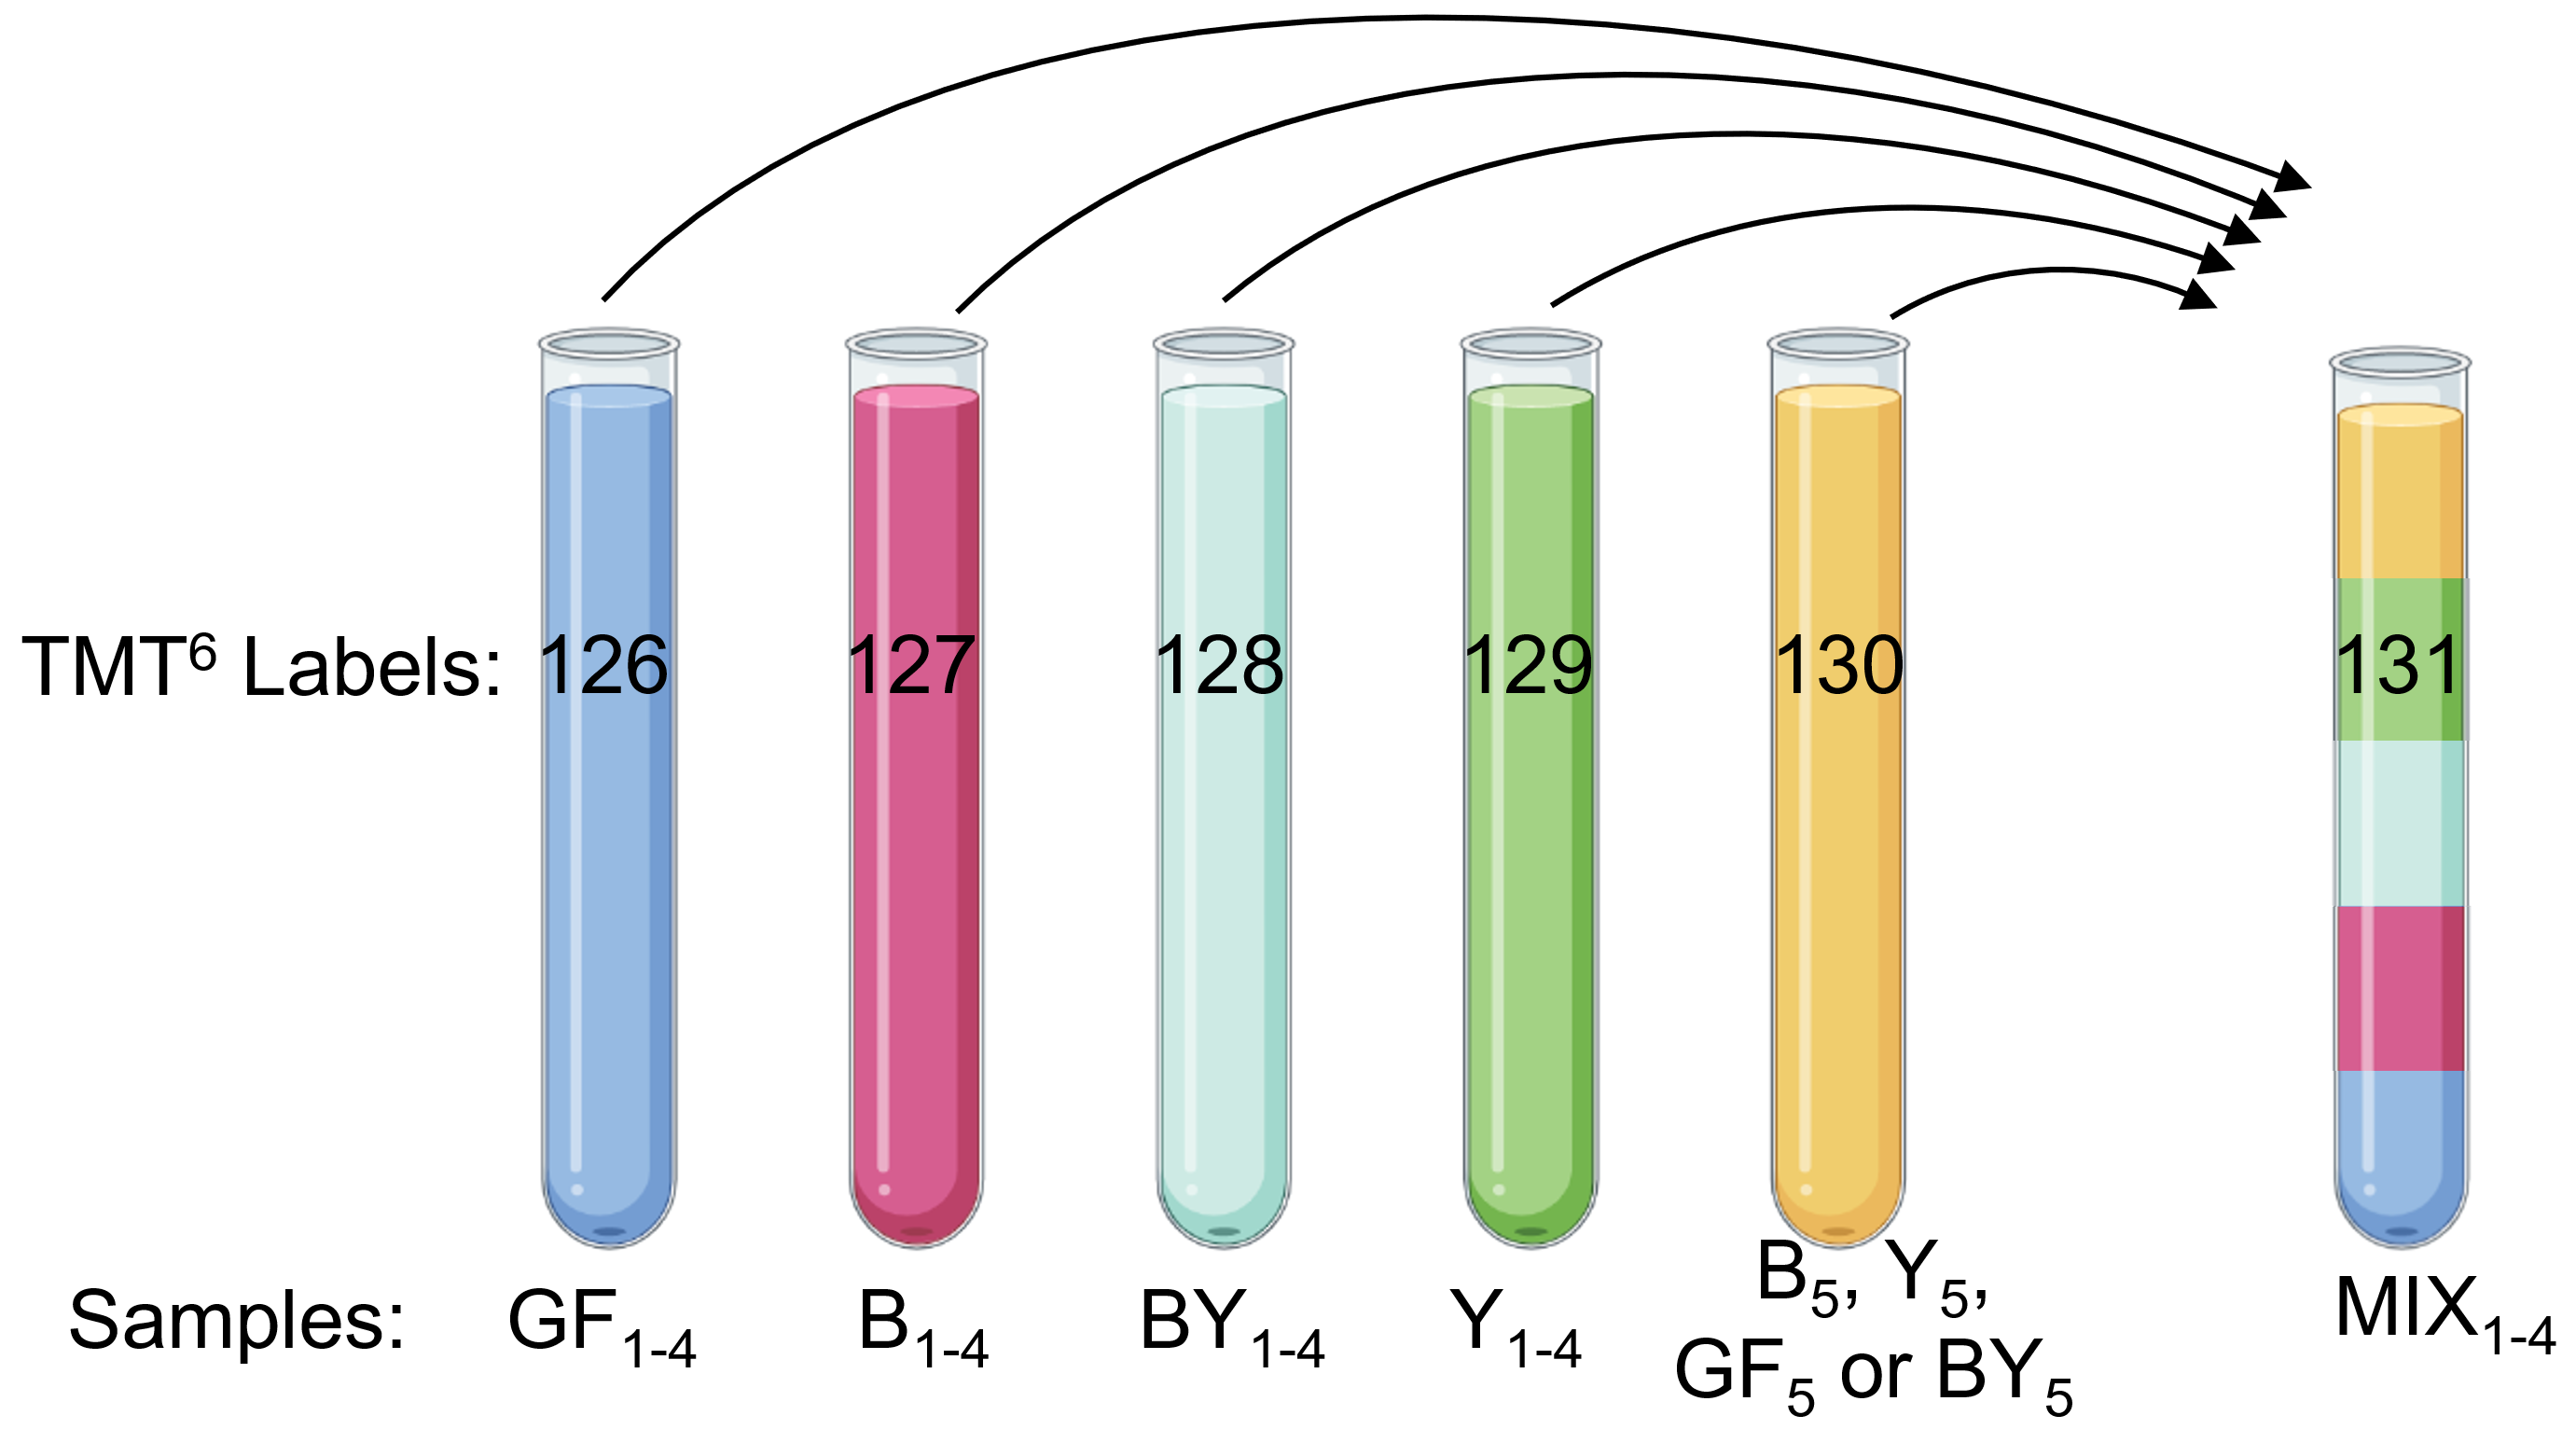 TMT⁶ Labels: 126 127 128 129 130 131
Samples: GF₁₋₄ B₁₋₄ BY₁₋₄ Y₁₋₄ B₅, Y₅, MIX₁₋₄
GF₅ or BY₅